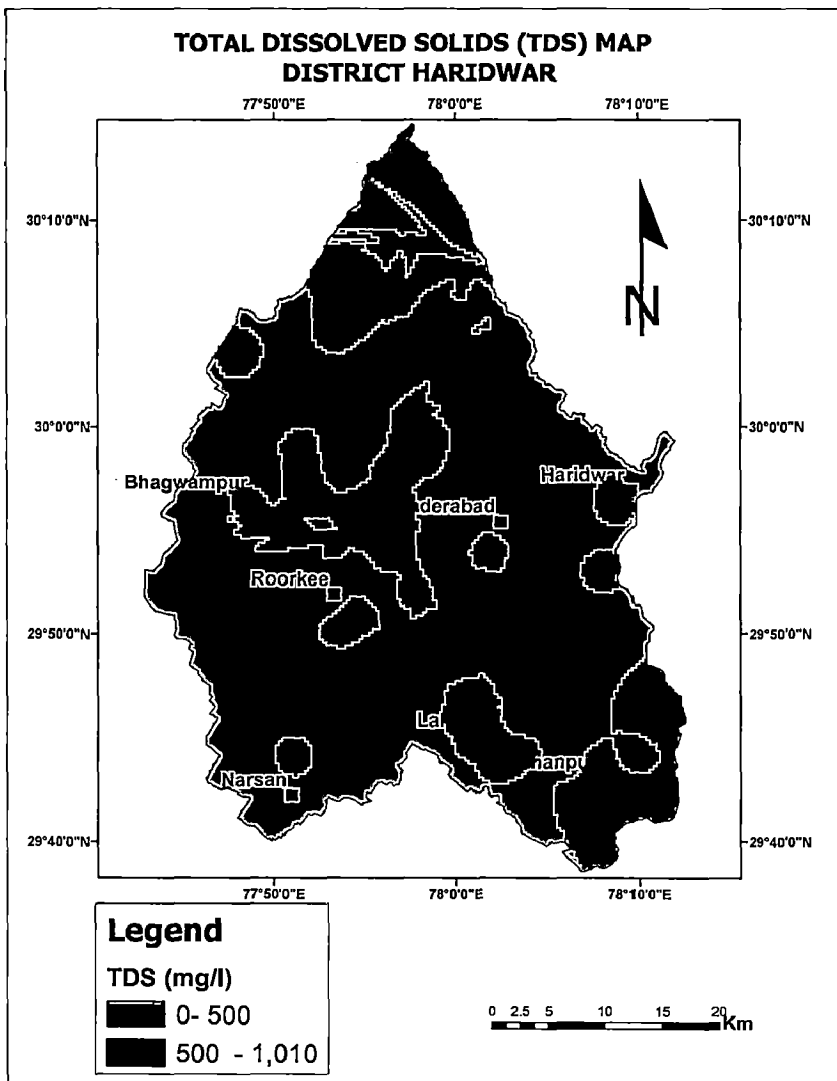 TOTAL DISSOLVED SOLIDS (TDS) MAP
DISTRICT HARIDWAR
77°50'0"E 78°0'0"E 78°10'0"E
30°10'0"N 30°10'0"N
N
30°0'0"N 30°0'0"N
Haridwar
Bhagwampur
derabad
Roorkee
29°50'0"N 29°50'0"N
La
hanpu
Narsan
29°40'0"N 29°40'0"N
77°50'0"E 78°0'0"E 78°10'0"E
Legend
TDS (mg/l)
0- 500
500 - 1,010
0 2.5 5 10 15 20
Km